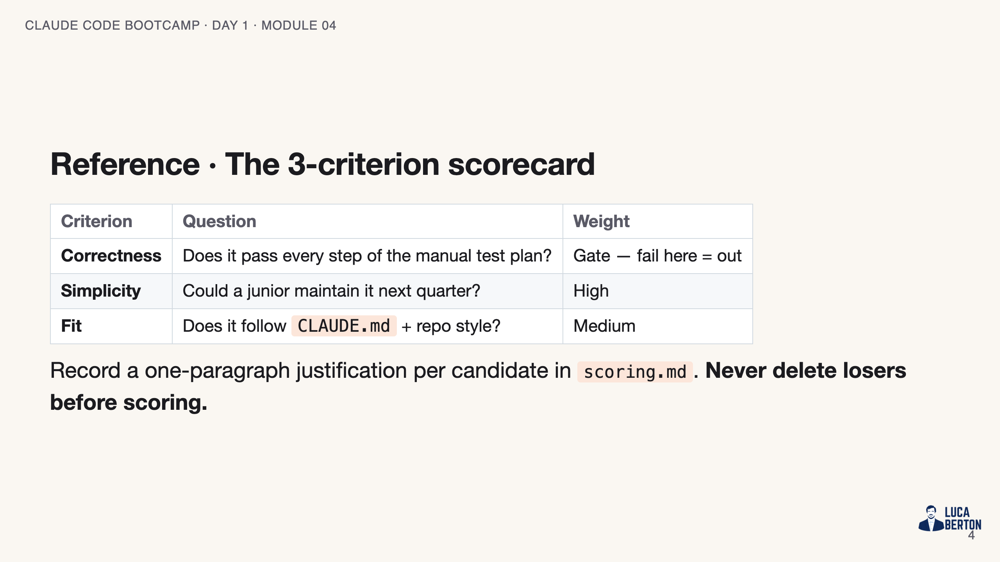 CLAUDE CODE BOOTCAMP · DAY 1 · MODULE 04
Reference · The 3-criterion scorecard
Criterion Question Weight
Correctness Does it pass every step of the manual test plan? Gate — fail here = out
Simplicity Could a junior maintain it next quarter? High
Fit Does it follow CLAUDE.md + repo style? Medium
Record a one-paragraph justification per candidate in scoring.md. Never delete losers
before scoring.
LUCA
BERTON
4